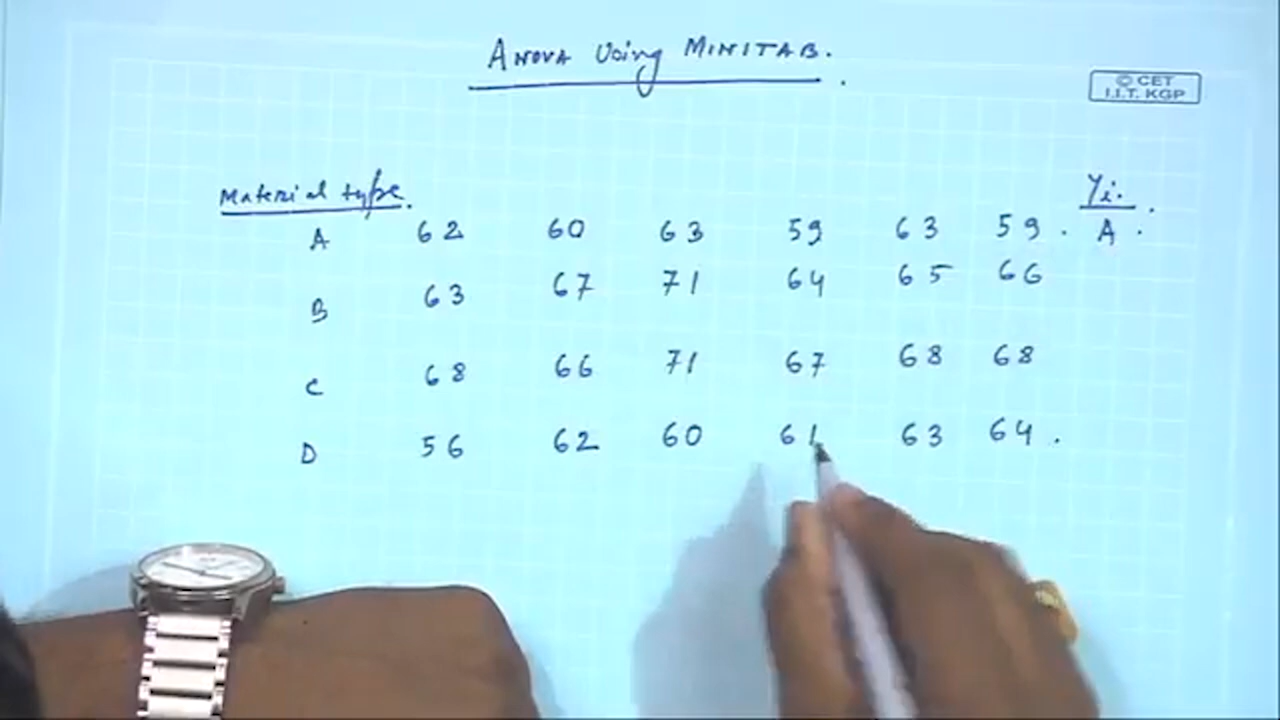 ANOVA Using MINITAB.
© CET
I.I.T. KGP
Material type. Yi.
A 62 60 63 59 63 59. A.
B 63 67 71 64 65 66
C 68 66 71 67 68 68
D 56 62 60 61 63 64.